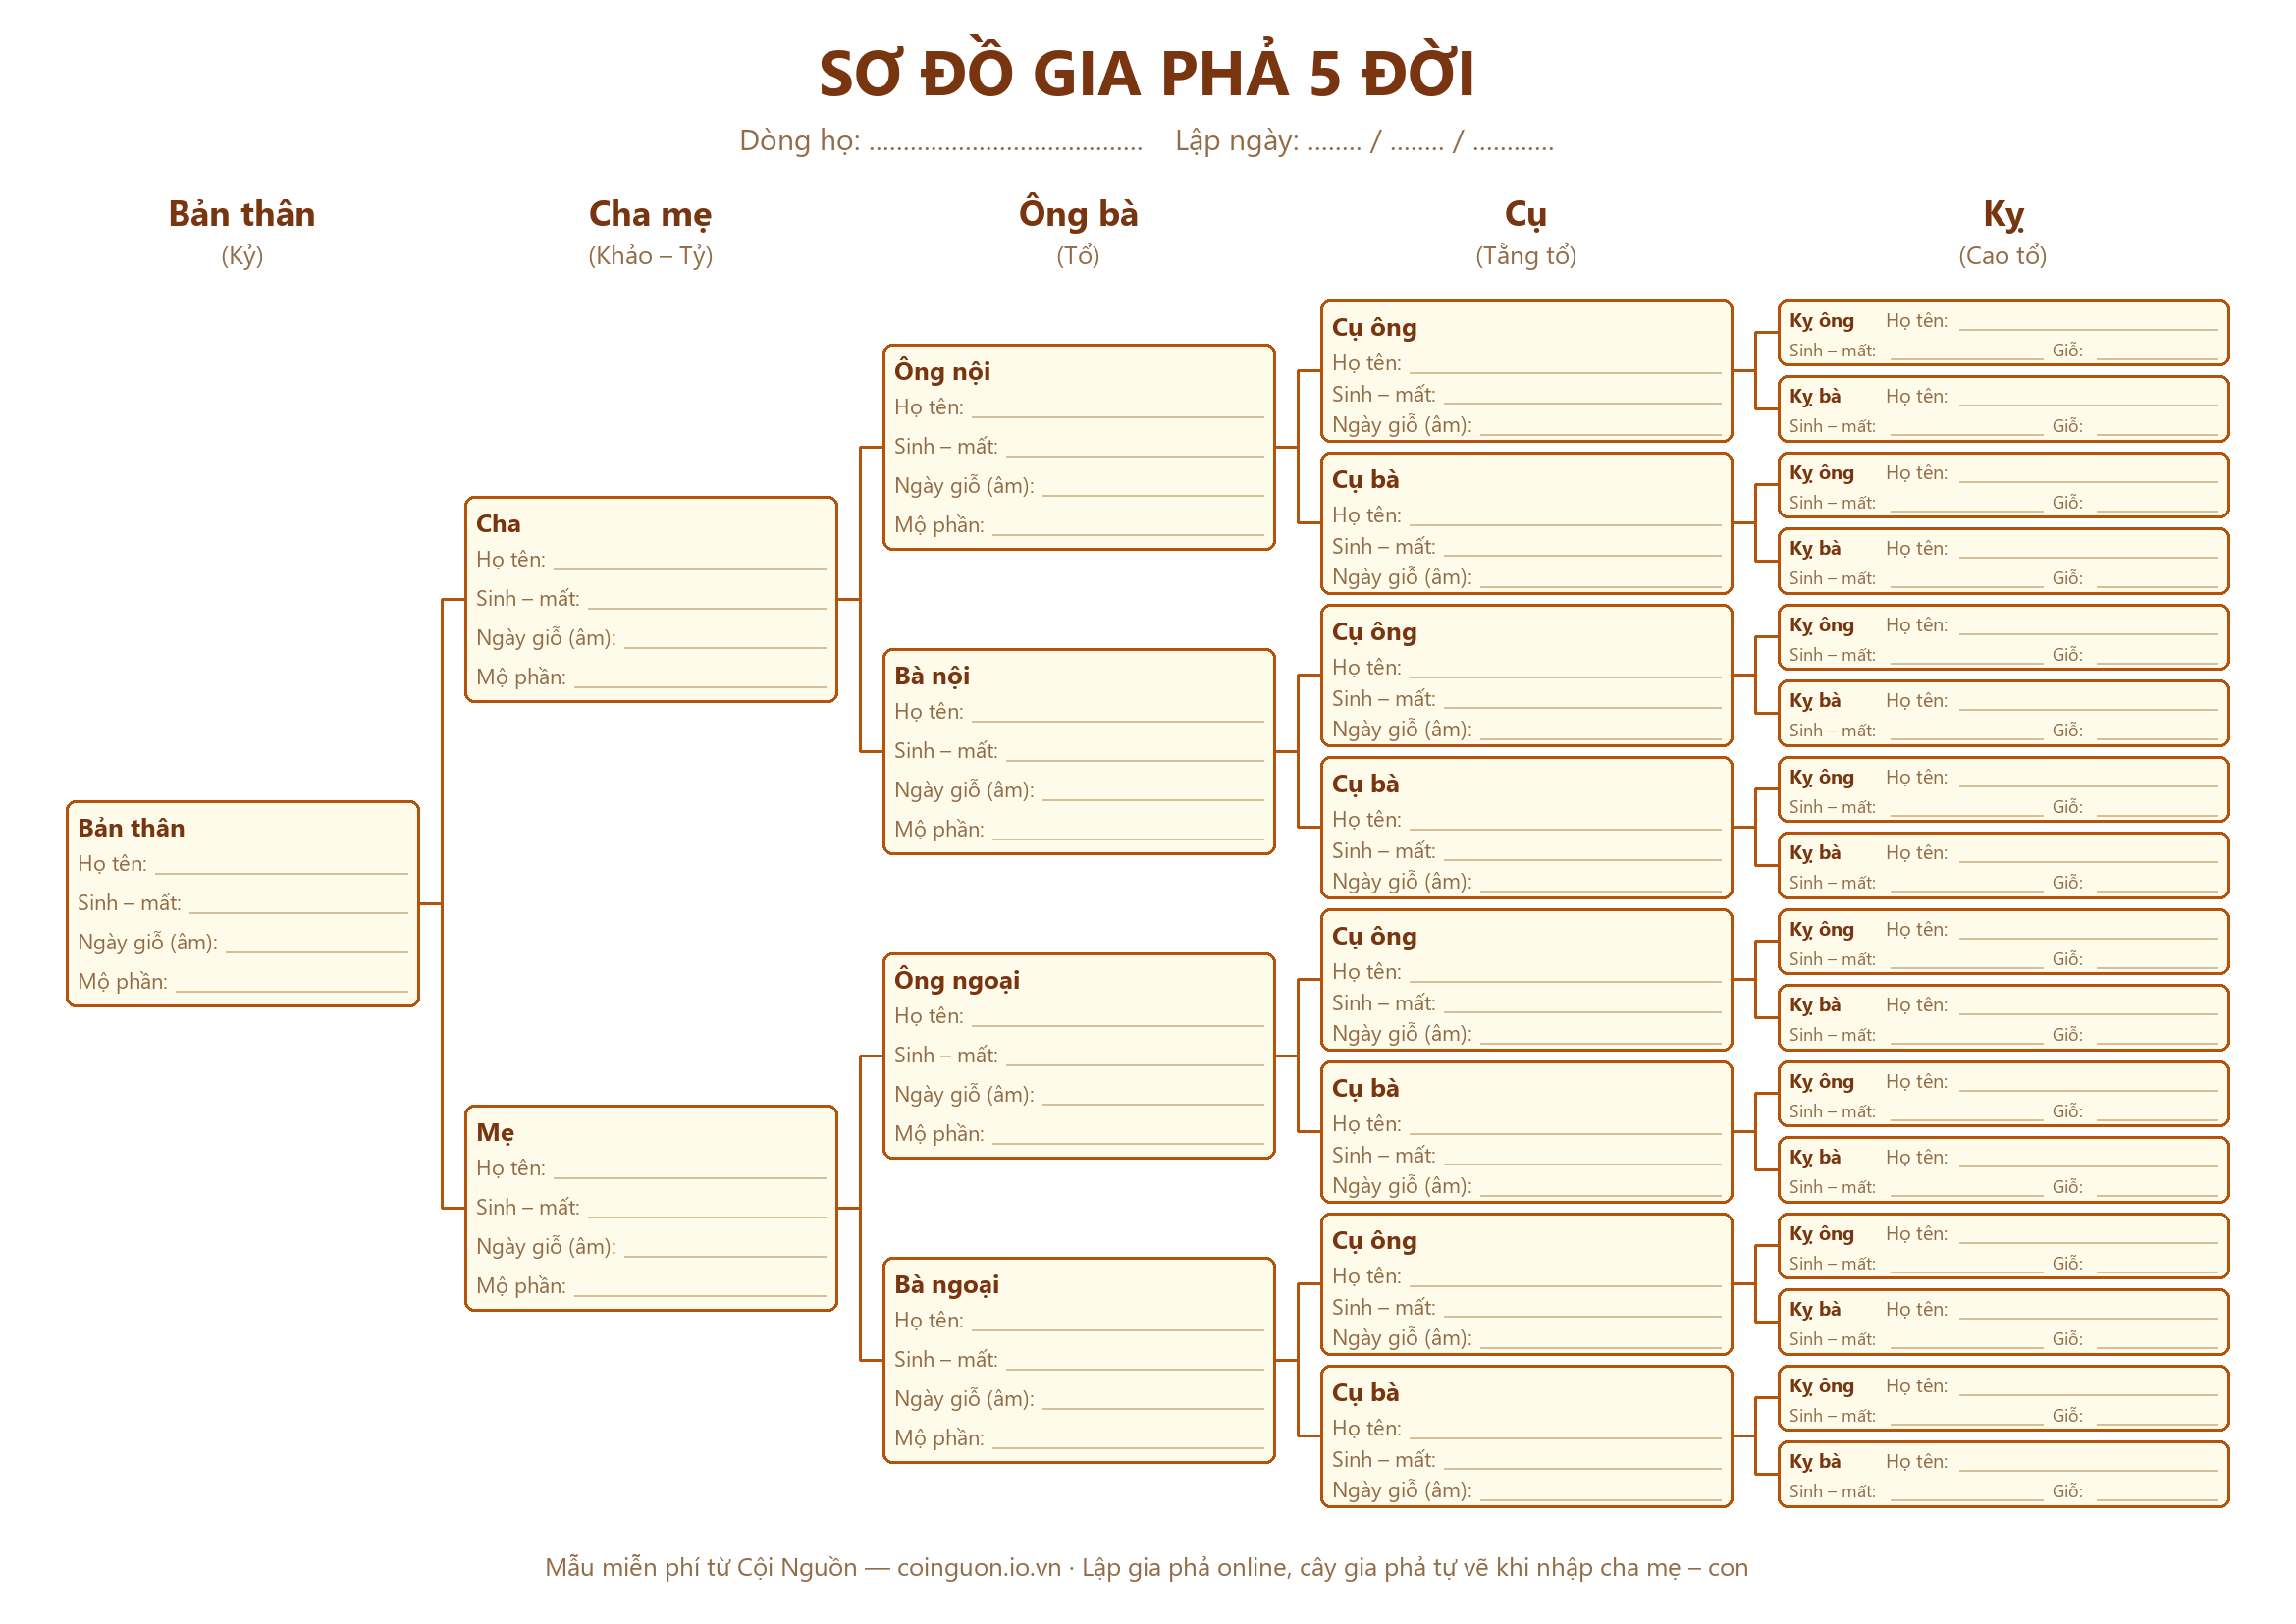 SƠ ĐỒ GIA PHẢ 5 ĐỜI
Dòng họ: ........................................ Lập ngày: ........ / ........ / ............
Bản thân
(Kỷ)
Cha mẹ
(Khảo – Tỷ)
Ông bà
(Tổ)
Cụ
(Tằng tổ)
Kỵ
(Cao tổ)
Bản thân
Họ tên:
Sinh – mất:
Ngày giỗ (âm):
Mộ phần:
Cha
Họ tên:
Sinh – mất:
Ngày giỗ (âm):
Mộ phần:
Mẹ
Họ tên:
Sinh – mất:
Ngày giỗ (âm):
Mộ phần:
Ông nội
Họ tên:
Sinh – mất:
Ngày giỗ (âm):
Mộ phần:
Bà nội
Họ tên:
Sinh – mất:
Ngày giỗ (âm):
Mộ phần:
Ông ngoại
Họ tên:
Sinh – mất:
Ngày giỗ (âm):
Mộ phần:
Bà ngoại
Họ tên:
Sinh – mất:
Ngày giỗ (âm):
Mộ phần:
Cụ ông
Họ tên:
Sinh – mất:
Ngày giỗ (âm):
Cụ bà
Họ tên:
Sinh – mất:
Ngày giỗ (âm):
Cụ ông
Họ tên:
Sinh – mất:
Ngày giỗ (âm):
Cụ bà
Họ tên:
Sinh – mất:
Ngày giỗ (âm):
Cụ ông
Họ tên:
Sinh – mất:
Ngày giỗ (âm):
Cụ bà
Họ tên:
Sinh – mất:
Ngày giỗ (âm):
Cụ ông
Họ tên:
Sinh – mất:
Ngày giỗ (âm):
Cụ bà
Họ tên:
Sinh – mất:
Ngày giỗ (âm):
Kỵ ông Họ tên:
Sinh – mất: Giỗ:
Kỵ bà Họ tên:
Sinh – mất: Giỗ:
Kỵ ông Họ tên:
Sinh – mất: Giỗ:
Kỵ bà Họ tên:
Sinh – mất: Giỗ:
Kỵ ông Họ tên:
Sinh – mất: Giỗ:
Kỵ bà Họ tên:
Sinh – mất: Giỗ:
Kỵ ông Họ tên:
Sinh – mất: Giỗ:
Kỵ bà Họ tên:
Sinh – mất: Giỗ:
Kỵ ông Họ tên:
Sinh – mất: Giỗ:
Kỵ bà Họ tên:
Sinh – mất: Giỗ:
Kỵ ông Họ tên:
Sinh – mất: Giỗ:
Kỵ bà Họ tên:
Sinh – mất: Giỗ:
Kỵ ông Họ tên:
Sinh – mất: Giỗ:
Kỵ bà Họ tên:
Sinh – mất: Giỗ:
Kỵ ông Họ tên:
Sinh – mất: Giỗ:
Kỵ bà Họ tên:
Sinh – mất: Giỗ:
Mẫu miễn phí từ Cội Nguồn — coinguon.io.vn · Lập gia phả online, cây gia phả tự vẽ khi nhập cha mẹ – con